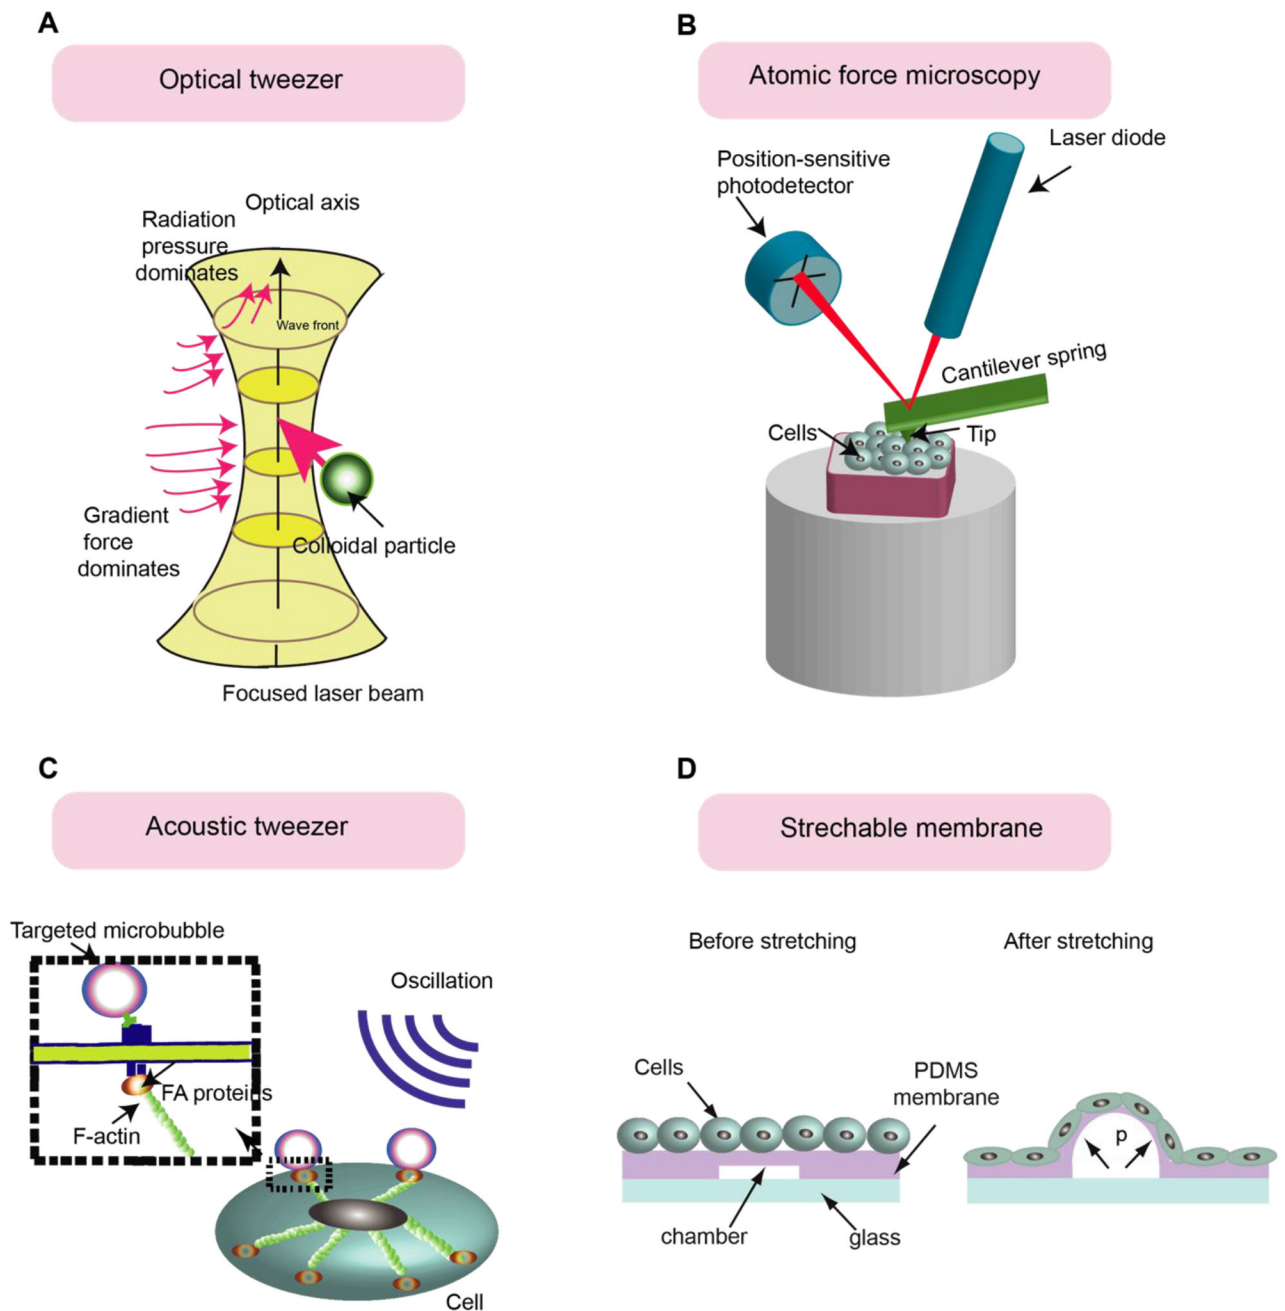 A
Optical tweezer
Optical axis
Radiation
pressure
dominates
Wave front
Gradient
force
dominates
Colloidal particle
Focused laser beam
B
Atomic force microscopy
Laser diode
Position-sensitive
photodetector
Cantilever spring
Cells
Tip
C
Acoustic tweezer
Targeted microbubble
Oscillation
FA proteins
F-actin
Cell
D
Strechable membrane
Before stretching
After stretching
Cells
PDMS
membrane
p
chamber
glass